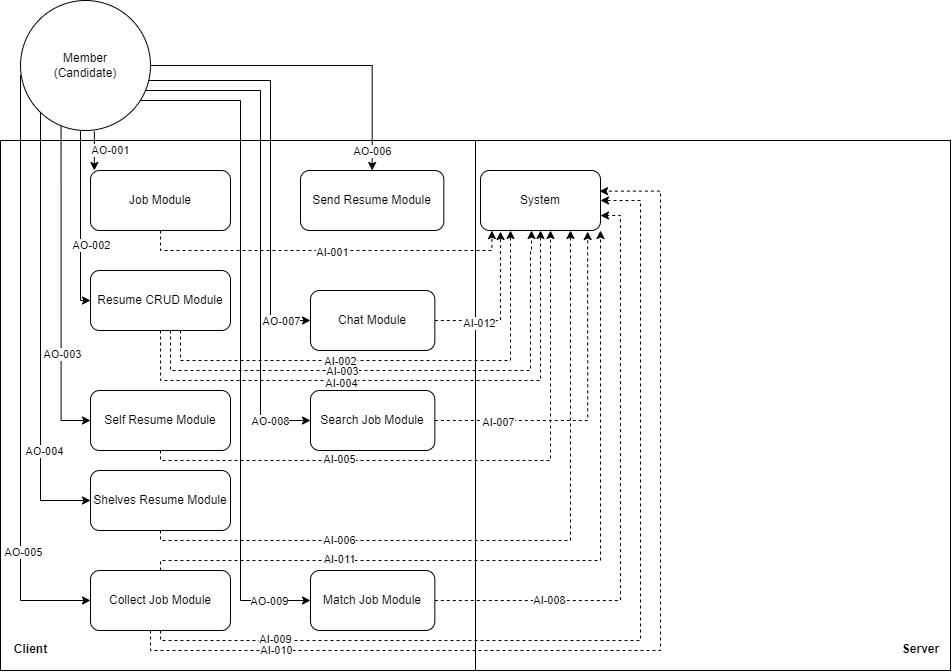 Member
(Candidate)
AO-001
AO-006
Job Module
Send Resume Module
System
AO-002
AI-001
Resume CRUD Module
AO-007
Chat Module
AI-012
AO-003
AI-002
AI-003
AI-004
Self Resume Module
AO-008
Search Job Module
AI-007
AO-004
AI-005
Shelves Resume Module
AI-006
AO-005
AI-011
Collect Job Module
AO-009
Match Job Module
AI-008
AI-009
AI-010
Client
Server